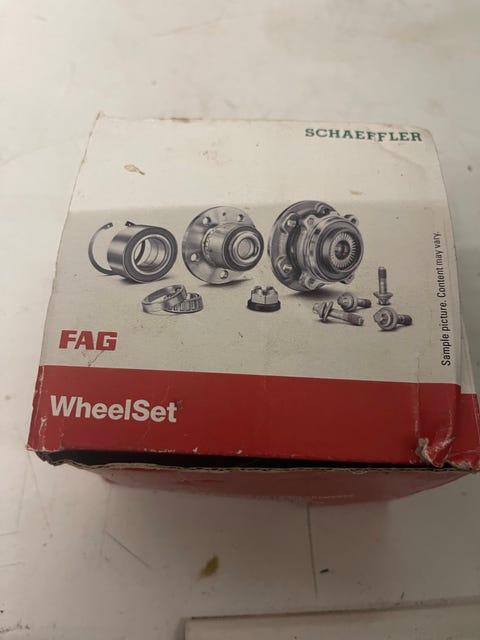 SCHAEFFLER
Sample picture. Content may vary.
FAG
WheelSet